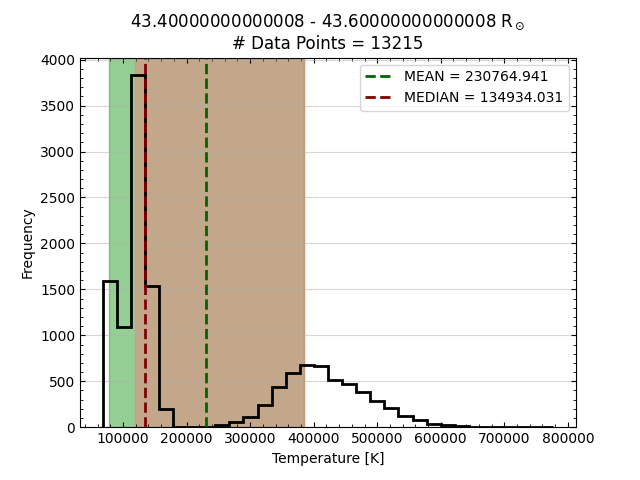 43.40000000000008 - 43.60000000000008 R⊙
# Data Points = 13215
MEAN = 230764.941
MEDIAN = 134934.031
4000
3500
3000
2500
2000
1500
1000
500
0
Frequency
100000 200000 300000 400000 500000 600000 700000 800000
Temperature [K]